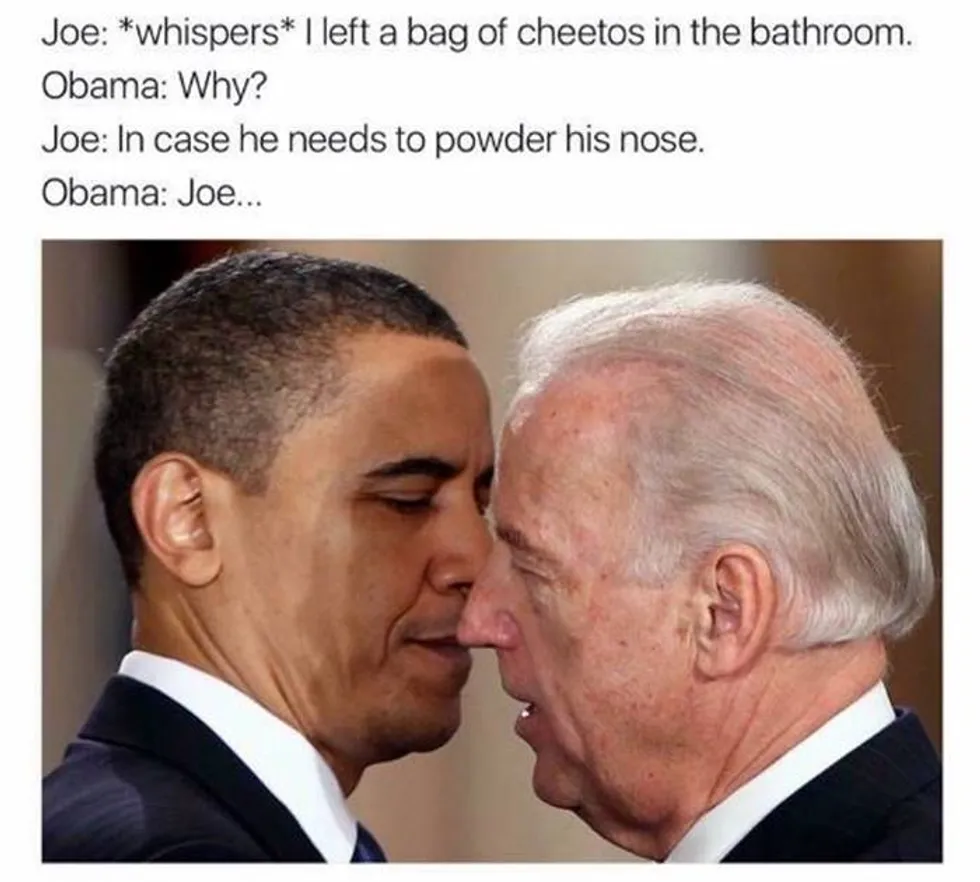 Joe: *whispers* I left a bag of cheetos in the bathroom.
Obama: Why?
Joe: In case he needs to powder his nose.
Obama: Joe...